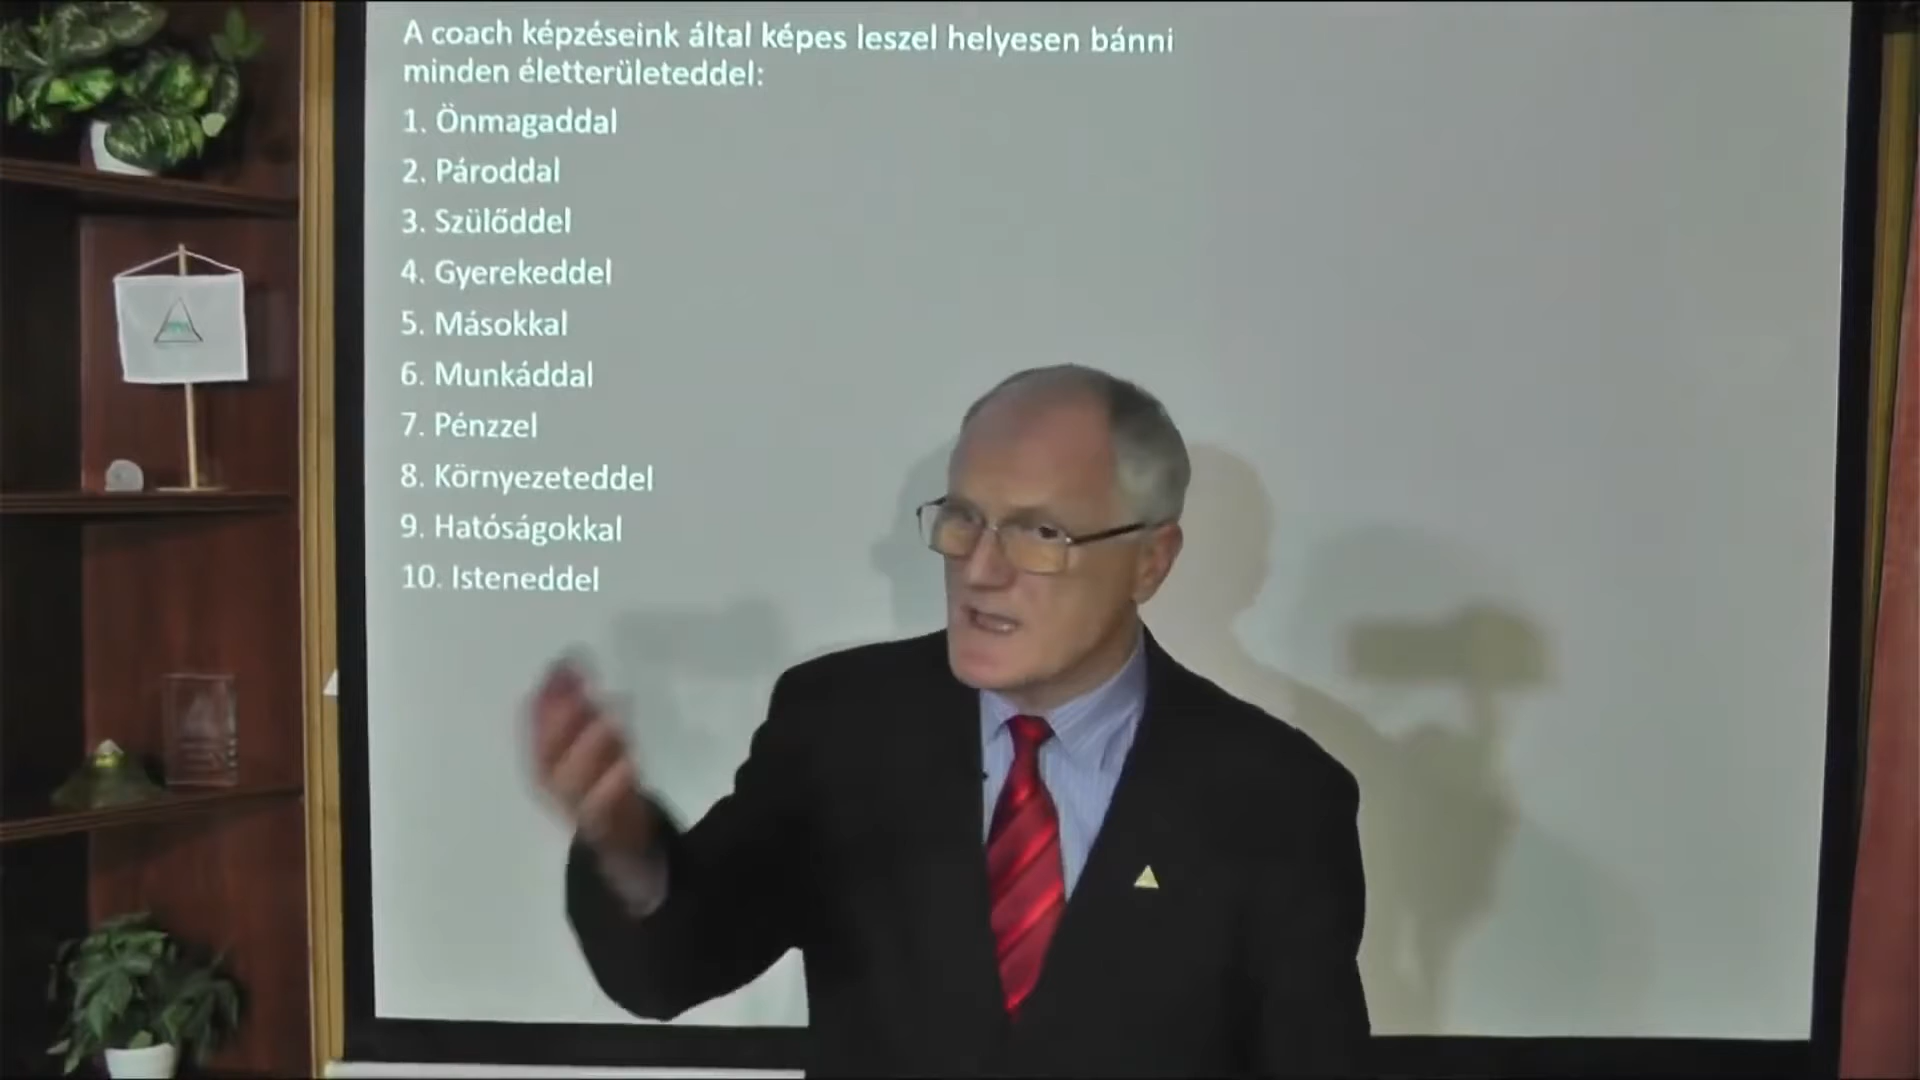 A coach képzéseink által képes leszel helyesen bánni
minden életterületeddel:
1. Önmagaddal
2. Pároddal
3. Szülőddel
4. Gyerekeddel
5. Másokkal
6. Munkáddal
7. Pénzzel
8. Környezeteddel
9. Hatóságokkal
10. Isteneddel